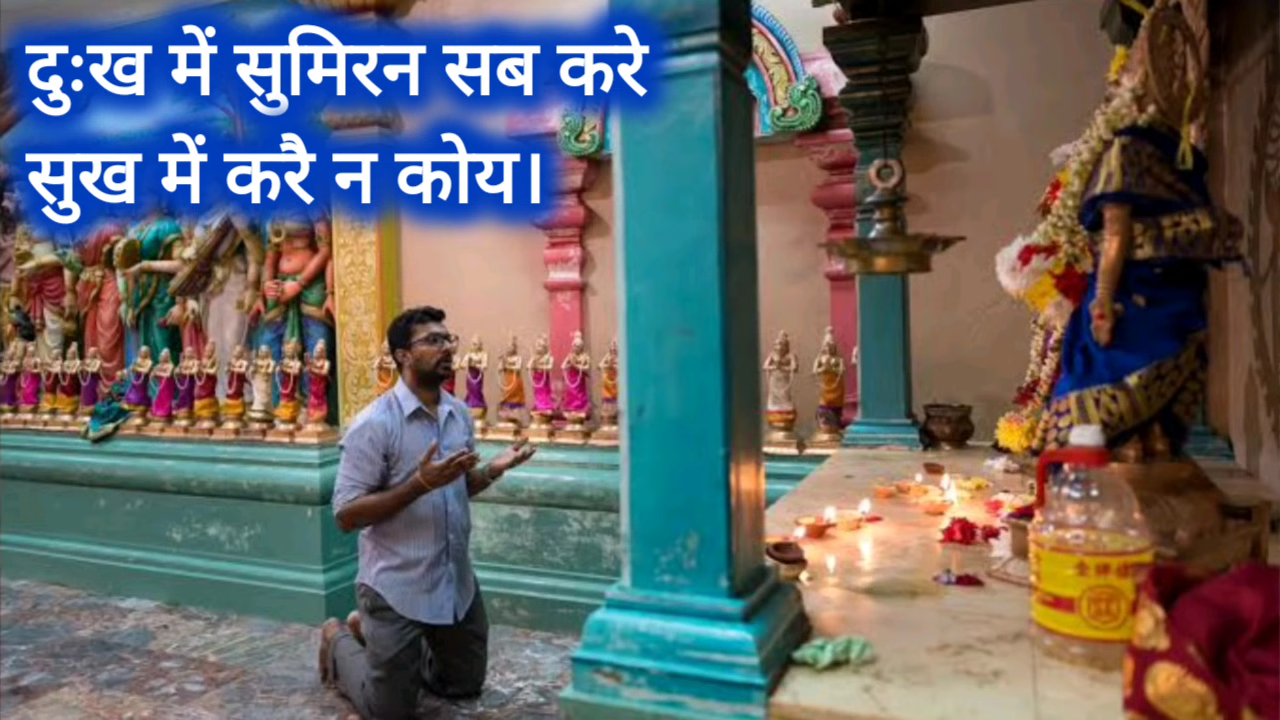 दुःख में सुमिरन सब करे
सुख में करै न कोय।